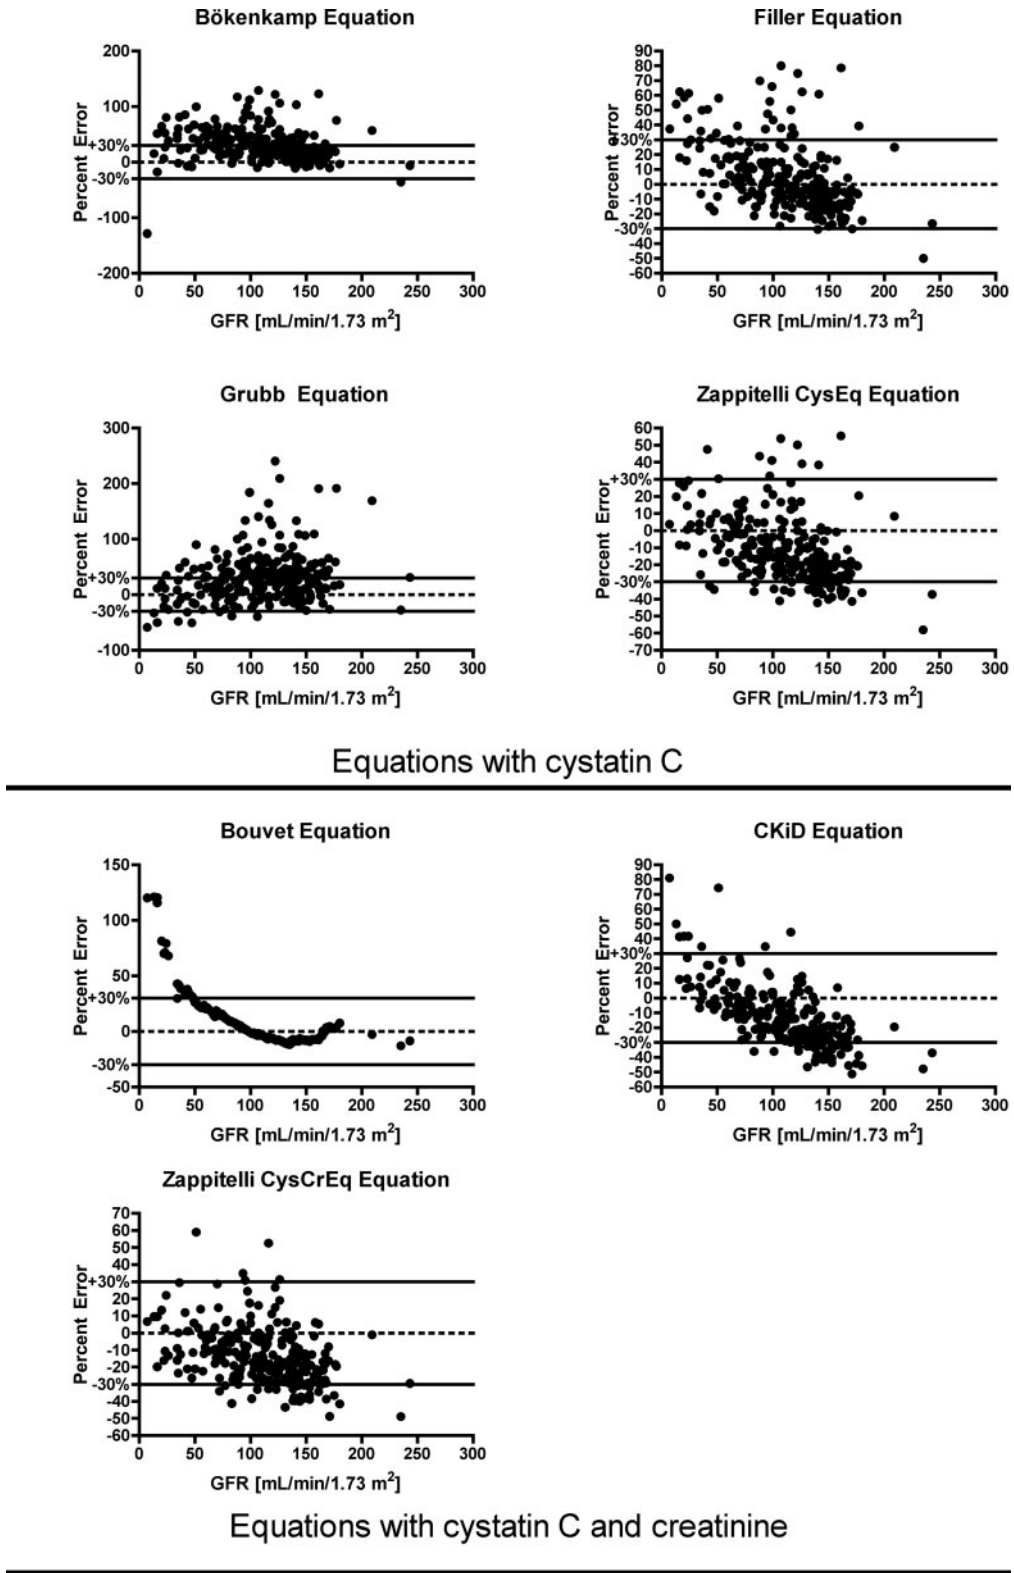 Bökenkamp Equation
200
100
+30%
0
-30%
-100
-200
Percent Error
0 50 100 150 200 250 300
GFR [mL/min/1.73 m²]
Filler Equation
90
80
70
60
50
40
+30%
20
10
0
-10
-20
-30%
-40
-50
-60
Percent error
0 50 100 150 200 250 300
GFR [mL/min/1.73 m²]
Grubb Equation
300
200
100
+30%
0
-30%
-100
Percent Error
0 50 100 150 200 250 300
GFR [mL/min/1.73 m²]
Zappitelli CysEq Equation
60
50
40
+30%
20
10
0
-10
-20
-30%
-40
-50
-60
-70
Percent Error
0 50 100 150 200 250 300
GFR [mL/min/1.73 m²]
Equations with cystatin C
Bouvet Equation
150
100
50
+30%
0
-30%
-50
Percent Error
0 50 100 150 200 250 300
GFR [mL/min/1.73 m²]
CKiD Equation
90
80
70
60
50
40
+30%
20
10
0
-10
-20
-30%
-40
-50
-60
Percent Error
0 50 100 150 200 250 300
GFR [mL/min/1.73 m²]
Zappitelli CysCrEq Equation
70
60
50
40
+30%
20
10
0
-10
-20
-30%
-40
-50
-60
Percent Error
0 50 100 150 200 250 300
GFR [mL/min/1.73 m²]
Equations with cystatin C and creatinine